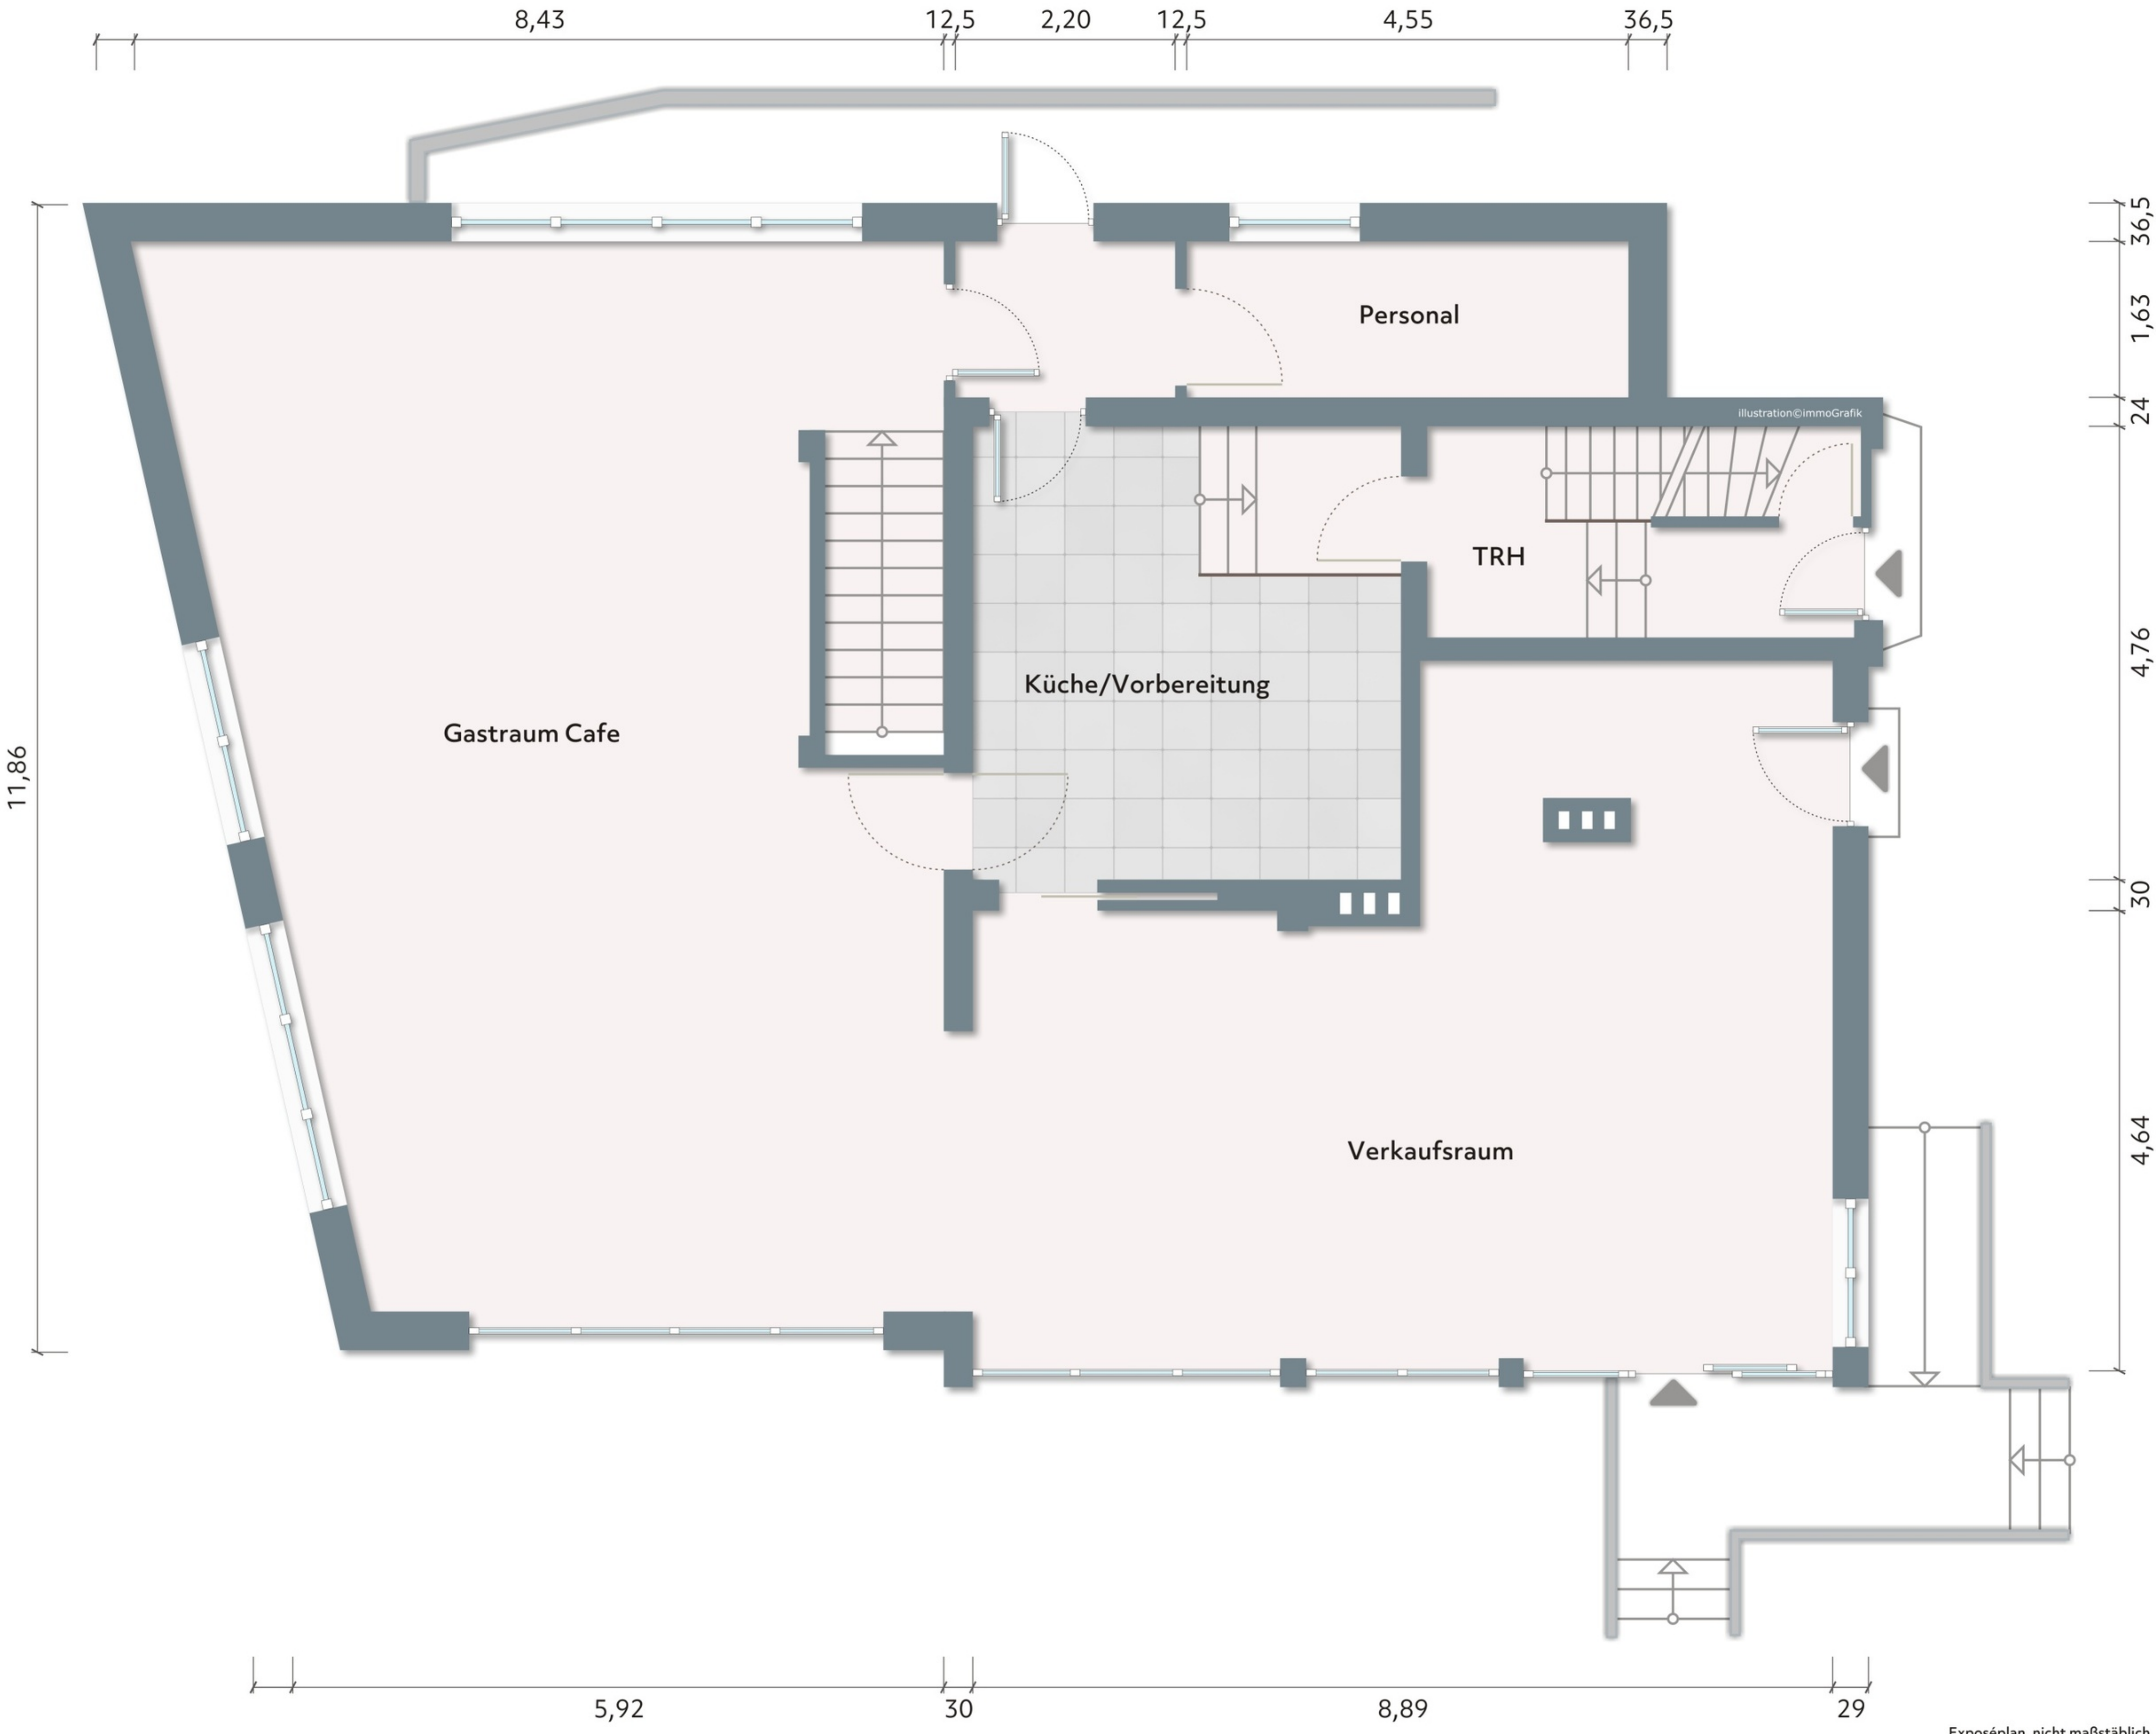 8,43 12,5 2,20 12,5 4,55 36,5
36,5
1,63
Personal
24
illustration©immoGrafik
TRH
4,76
Küche/Vorbereitung
Gastraum Cafe
11,86
30
4,64
Verkaufsraum
5,92 30 8,89 29
Exposéplan, nicht maßstäblich